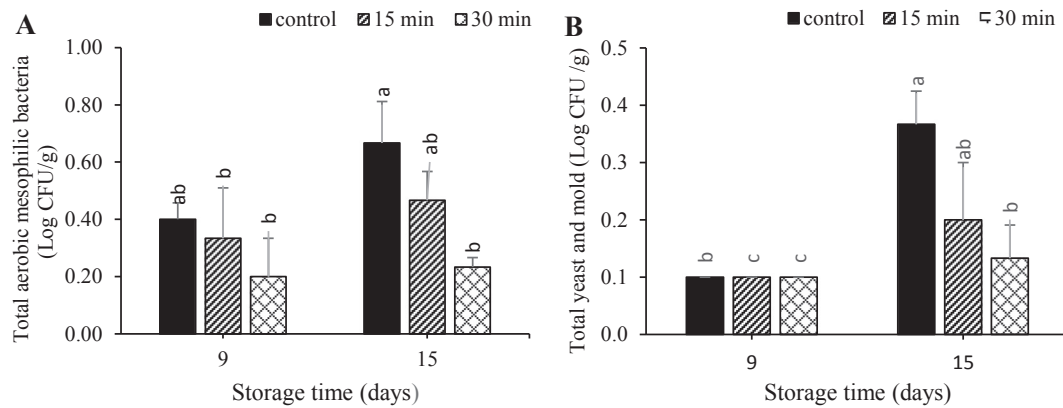 A
control 15 min 30 min
Total aerobic mesophilic bacteria
(Log CFU/g)
1.00
0.80
0.60
0.40
0.20
0.00
ab
b
b
a
ab
b
9
15
Storage time (days)
B
control 15 min 30 min
Total yeast and mold (Log CFU /g)
0.5
0.4
0.3
0.2
0.1
0.0
b
c
c
a
ab
b
9
15
Storage time (days)